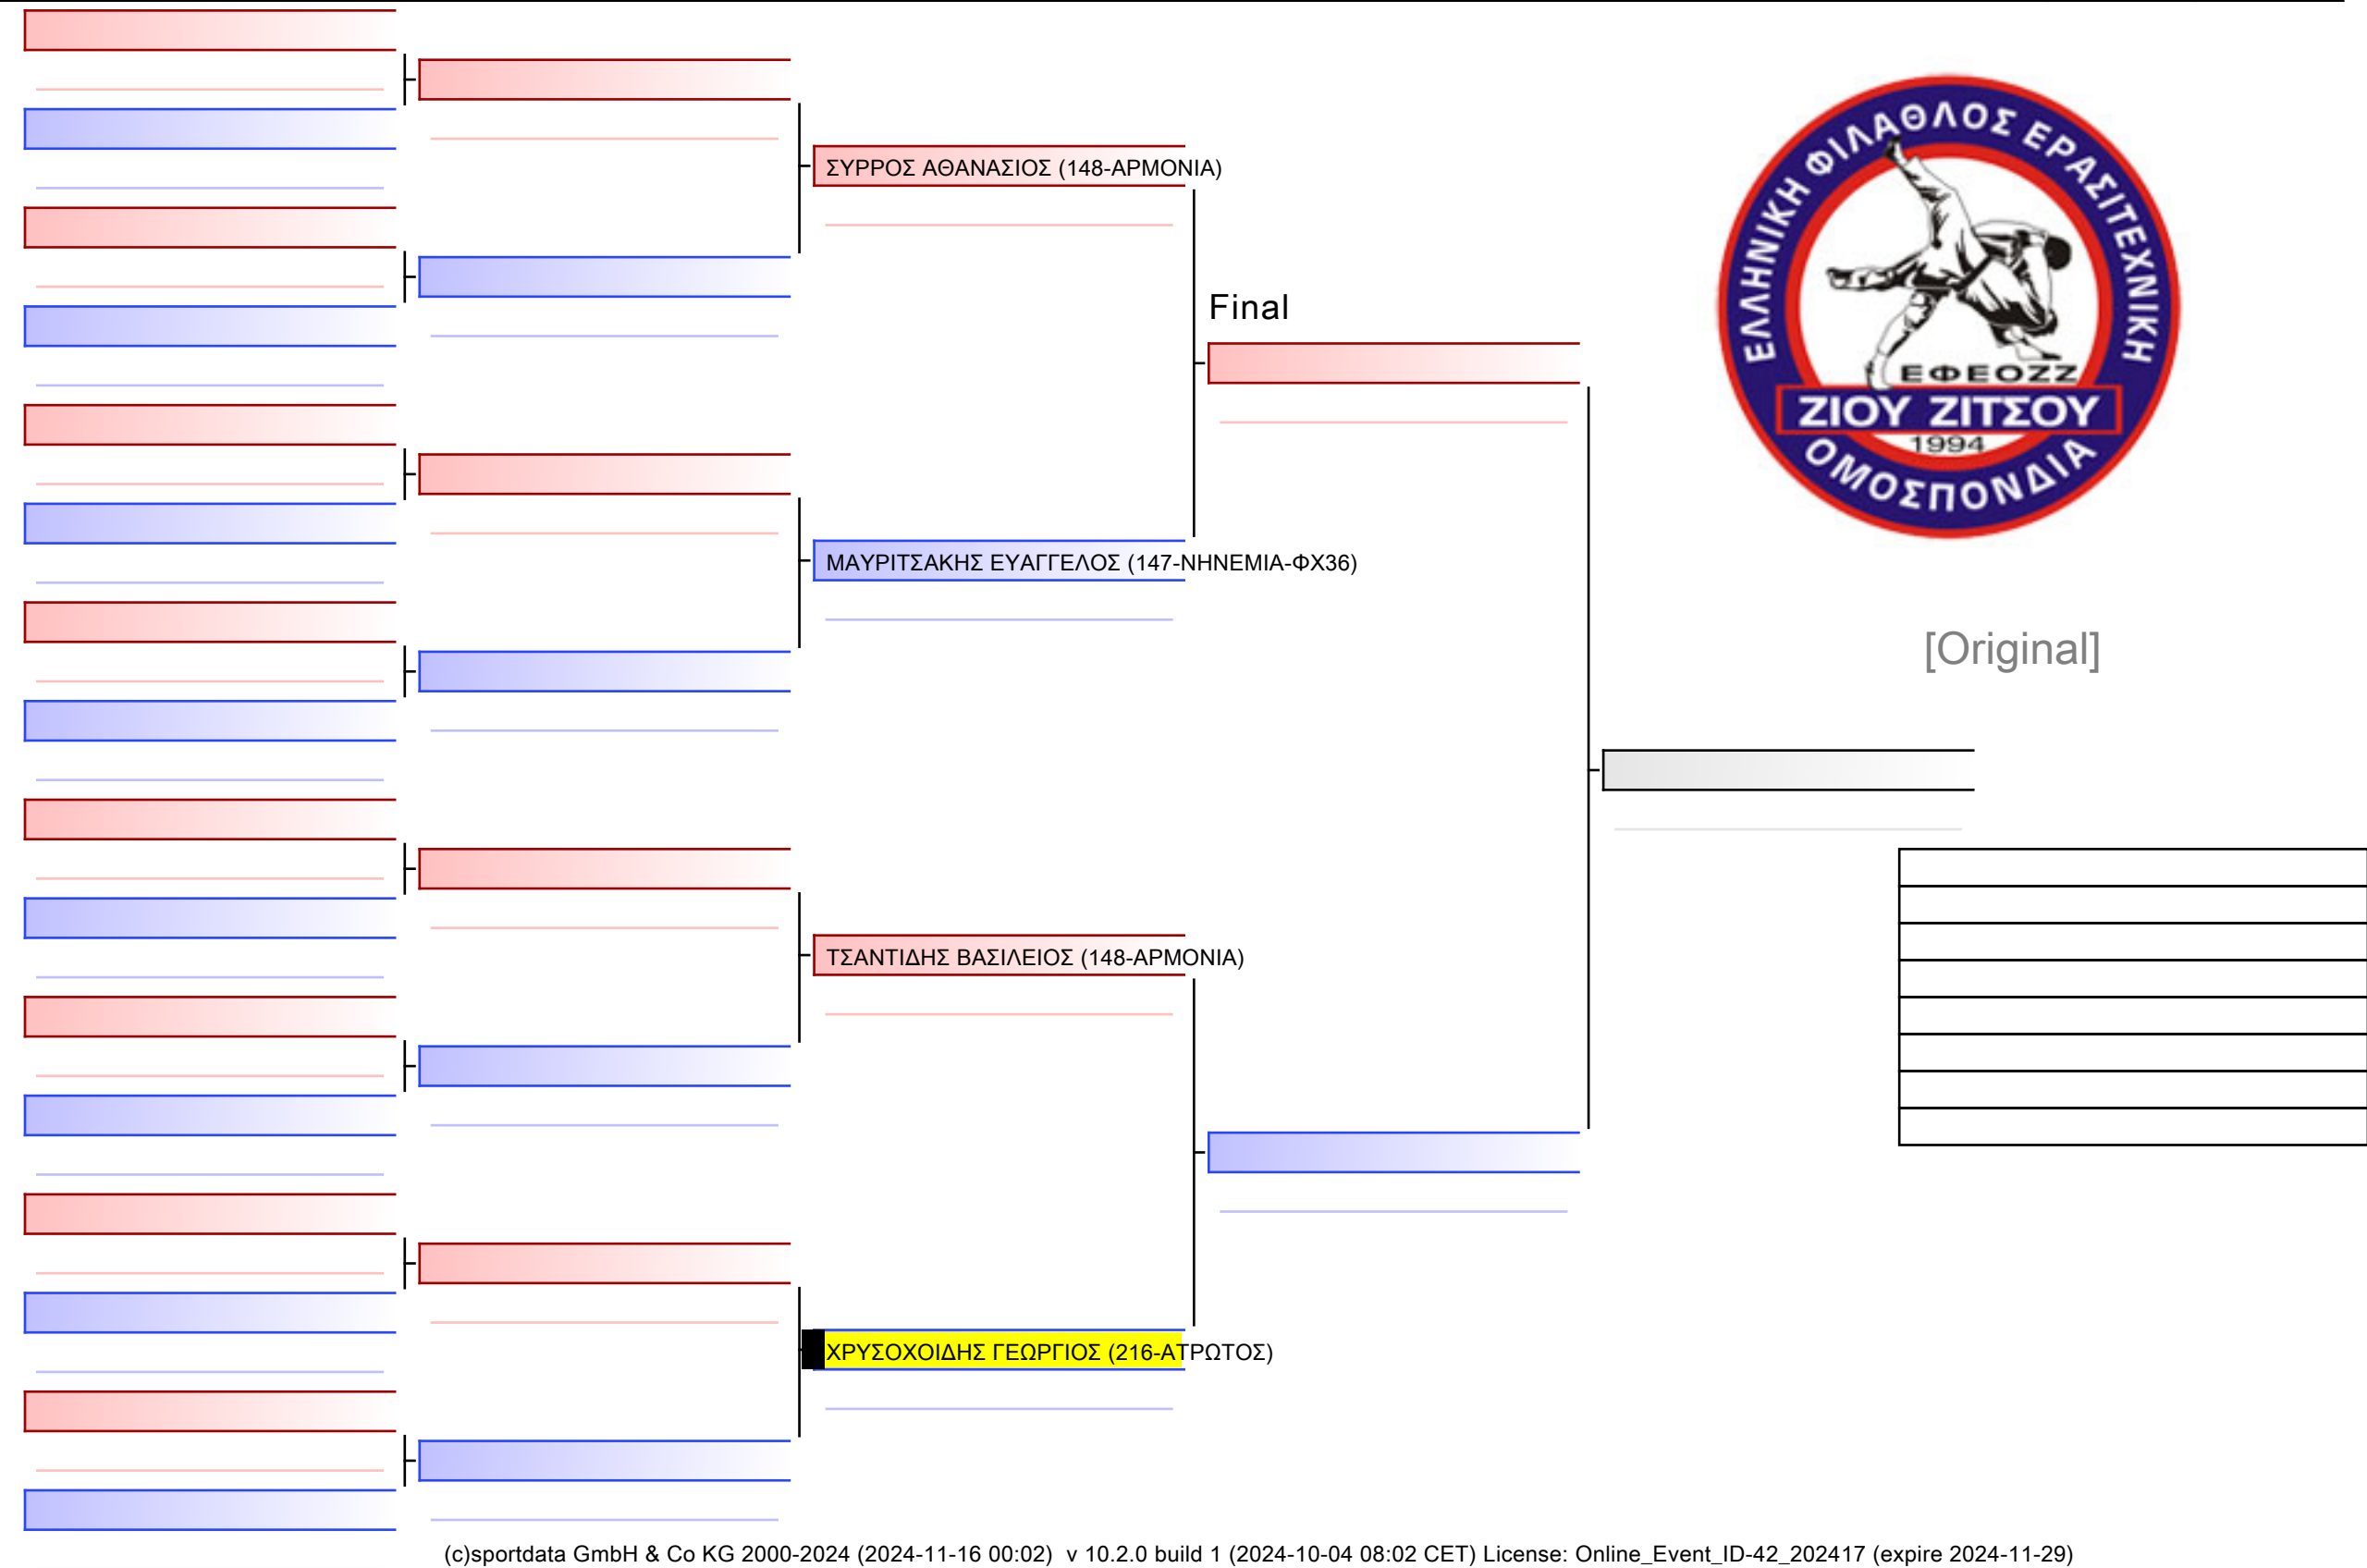 ΣΥΡΡΟΣ ΑΘΑΝΑΣΙΟΣ (148-ΑΡΜΟΝΙΑ)
Final
ΜΑΥΡΙΤΣΑΚΗΣ ΕΥΑΓΓΕΛΟΣ (147-ΝΗΝΕΜΙΑ-ΦΧ36)
ΤΣΑΝΤΙΔΗΣ ΒΑΣΙΛΕΙΟΣ (148-ΑΡΜΟΝΙΑ)
ΧΡΥΣΟΧΟΙΔΗΣ ΓΕΩΡΓΙΟΣ (216-ΑΤΡΩΤΟΣ)
ΕΛΛΗΝΙΚΗ ΦΙΛΑΘΛΟΣ ΕΡΑΣΙΤΕΧΝΙΚΗ
ΕΦΕΟΖΖ
ΖΙΟΥ ΖΙΤΣΟΥ
1994
ΟΜΟΣΠΟΝΔΙΑ
[Original]
(c)sportdata GmbH & Co KG 2000-2024 (2024-11-16 00:02) v 10.2.0 build 1 (2024-10-04 08:02 CET) License: Online_Event_ID-42_202417 (expire 2024-11-29)